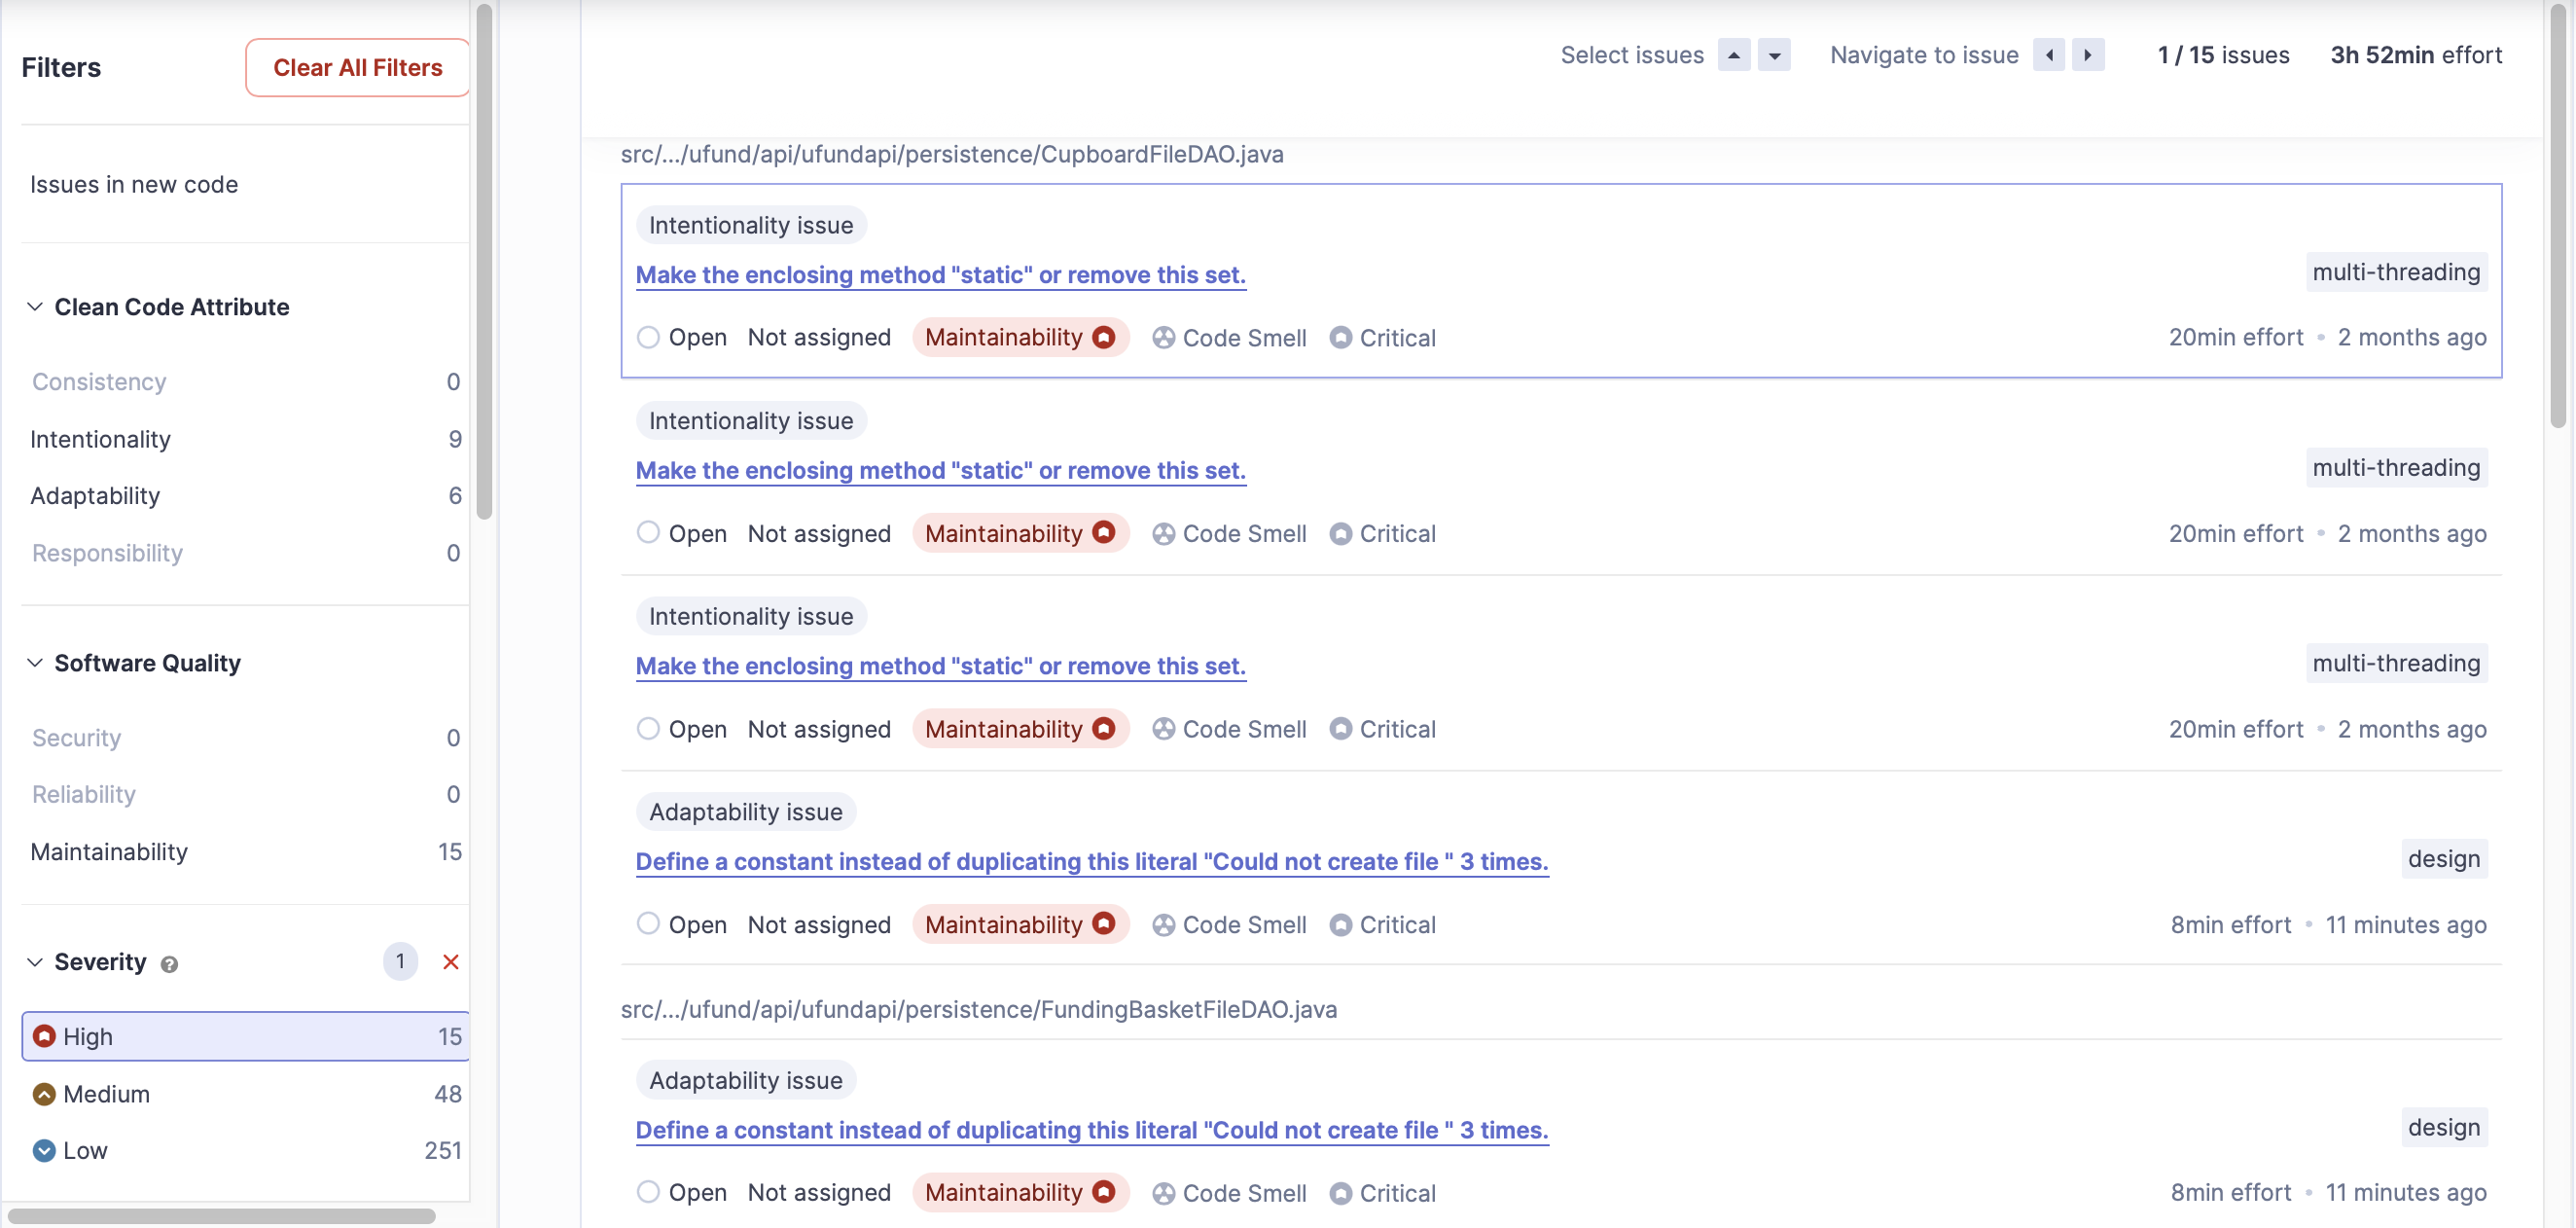 Filters
Clear All Filters
Issues in new code
Clean Code Attribute
Consistency 0
Intentionality 9
Adaptability 6
Responsibility 0
Software Quality
Security 0
Reliability 0
Maintainability 15
Severity ? 1
High 15
Medium 48
Low 251
Select issues Navigate to issue 1 / 15 issues 3h 52min effort
src/.../ufund/api/ufundapi/persistence/CupboardFileDAO.java
Intentionality issue
Make the enclosing method "static" or remove this set. multi-threading
Open Not assigned Maintainability Code Smell Critical 20min effort • 2 months ago
Intentionality issue
Make the enclosing method "static" or remove this set. multi-threading
Open Not assigned Maintainability Code Smell Critical 20min effort • 2 months ago
Intentionality issue
Make the enclosing method "static" or remove this set. multi-threading
Open Not assigned Maintainability Code Smell Critical 20min effort • 2 months ago
Adaptability issue
Define a constant instead of duplicating this literal "Could not create file " 3 times. design
Open Not assigned Maintainability Code Smell Critical 8min effort • 11 minutes ago
src/.../ufund/api/ufundapi/persistence/FundingBasketFileDAO.java
Adaptability issue
Define a constant instead of duplicating this literal "Could not create file " 3 times. design
Open Not assigned Maintainability Code Smell Critical 8min effort • 11 minutes ago